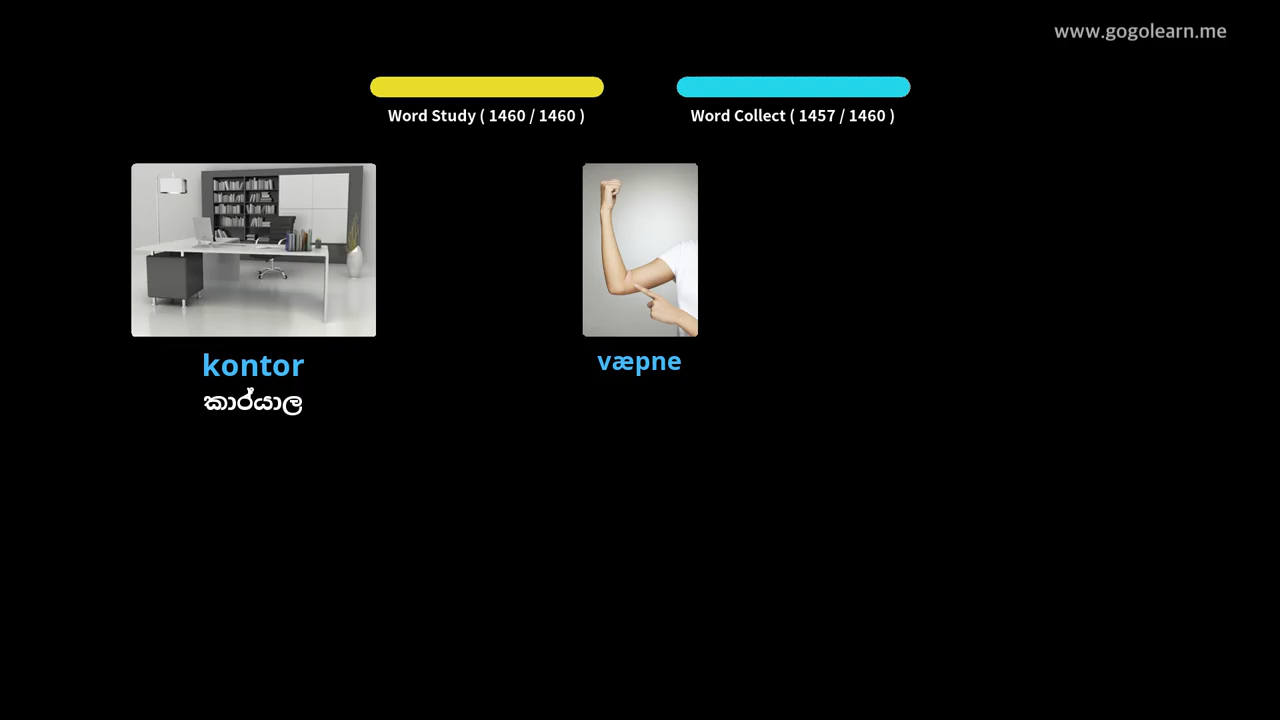 www.gogolearn.me
Word Study ( 1460 / 1460 )
Word Collect ( 1457 / 1460 )
kontor
කාර්යාල
væpne